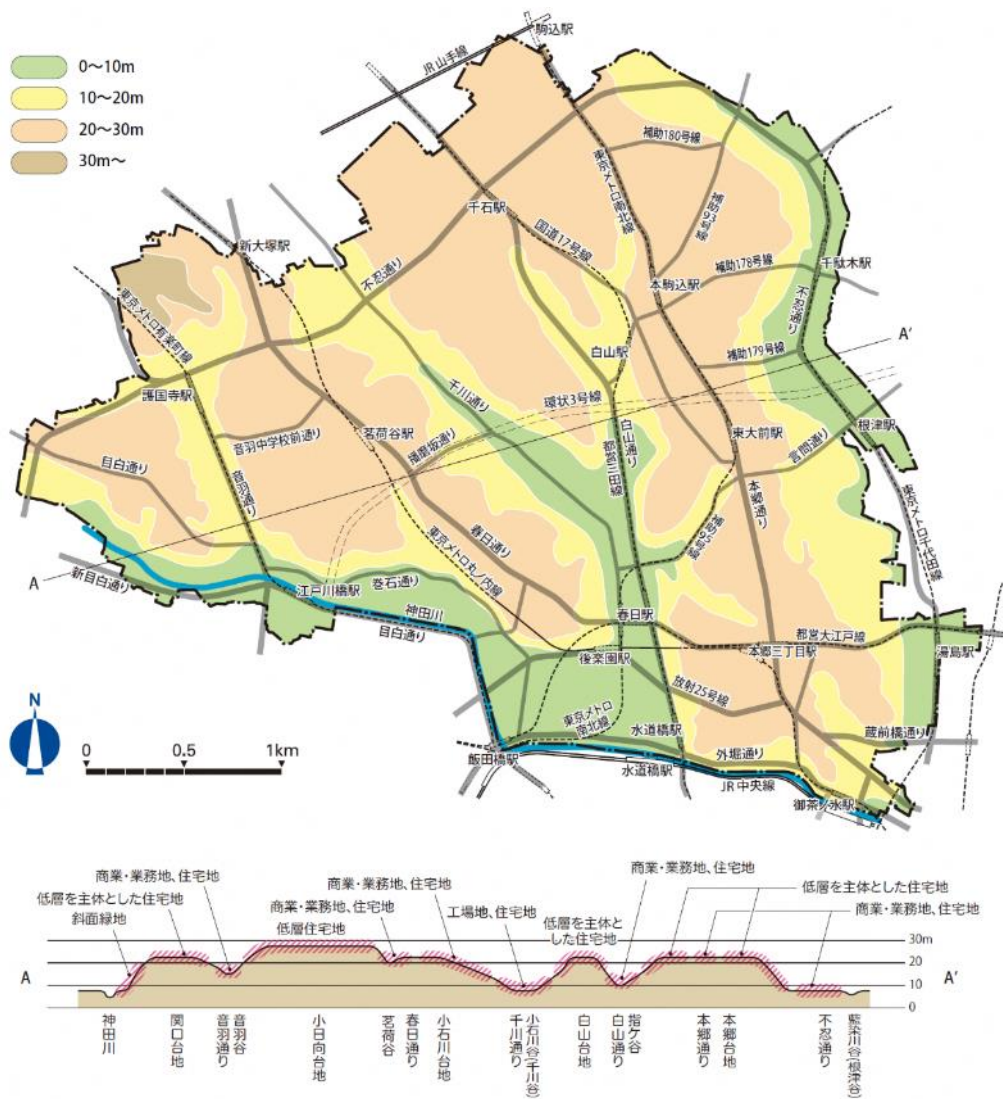 0～10m
10～20m
20～30m
30m～
駒込駅
JR山手線
補助180号線
東京メトロ南北線
千石駅
国道17号線
補助93号線
新大塚駅
不忍通り
本駒込駅
補助178号線
千駄木駅
不忍通り
東京メトロ有楽町線
白山駅
補助179号線
A'
護国寺駅
千川通り
環状3号線
根津駅
音羽中学校前通り
茗荷谷駅
播磨坂通り
白山通り
都営三田線
東大前駅
言問通り
目白通り
音羽通り
本郷通り
補助95号線
東京メトロ千代田線
春日通り
東京メトロ丸ノ内線
A
新目白通り
江戸川橋駅
巻石通り
神田川
目白通り
春日駅
都営大江戸線
湯島駅
後楽園駅
本郷三丁目駅
放射25号線
東京メトロ
南北線
水道橋駅
蔵前橋通り
外堀通り
飯田橋駅
水道橋駅
JR中央線
御茶ノ水駅
N
0
0.5
1km
商業・業務地、住宅地
低層を主体とした住宅地
斜面緑地
商業・業務地、住宅地
商業・業務地、住宅地
低層住宅地
工場地、住宅地
商業・業務地、住宅地
低層を主体と
した住宅地
低層を主体とした住宅地
商業・業務地、住宅地
30m
20
10
0
A
A'
神田川
関口台地
音羽通り
音羽谷
小日向台地
茗荷谷
春日通り
小石川台地
千川通り
小石川谷(千川谷)
白山台地
白山通り
指ケ谷
本郷通り
本郷台地
不忍通り
藍染川谷(根津谷)